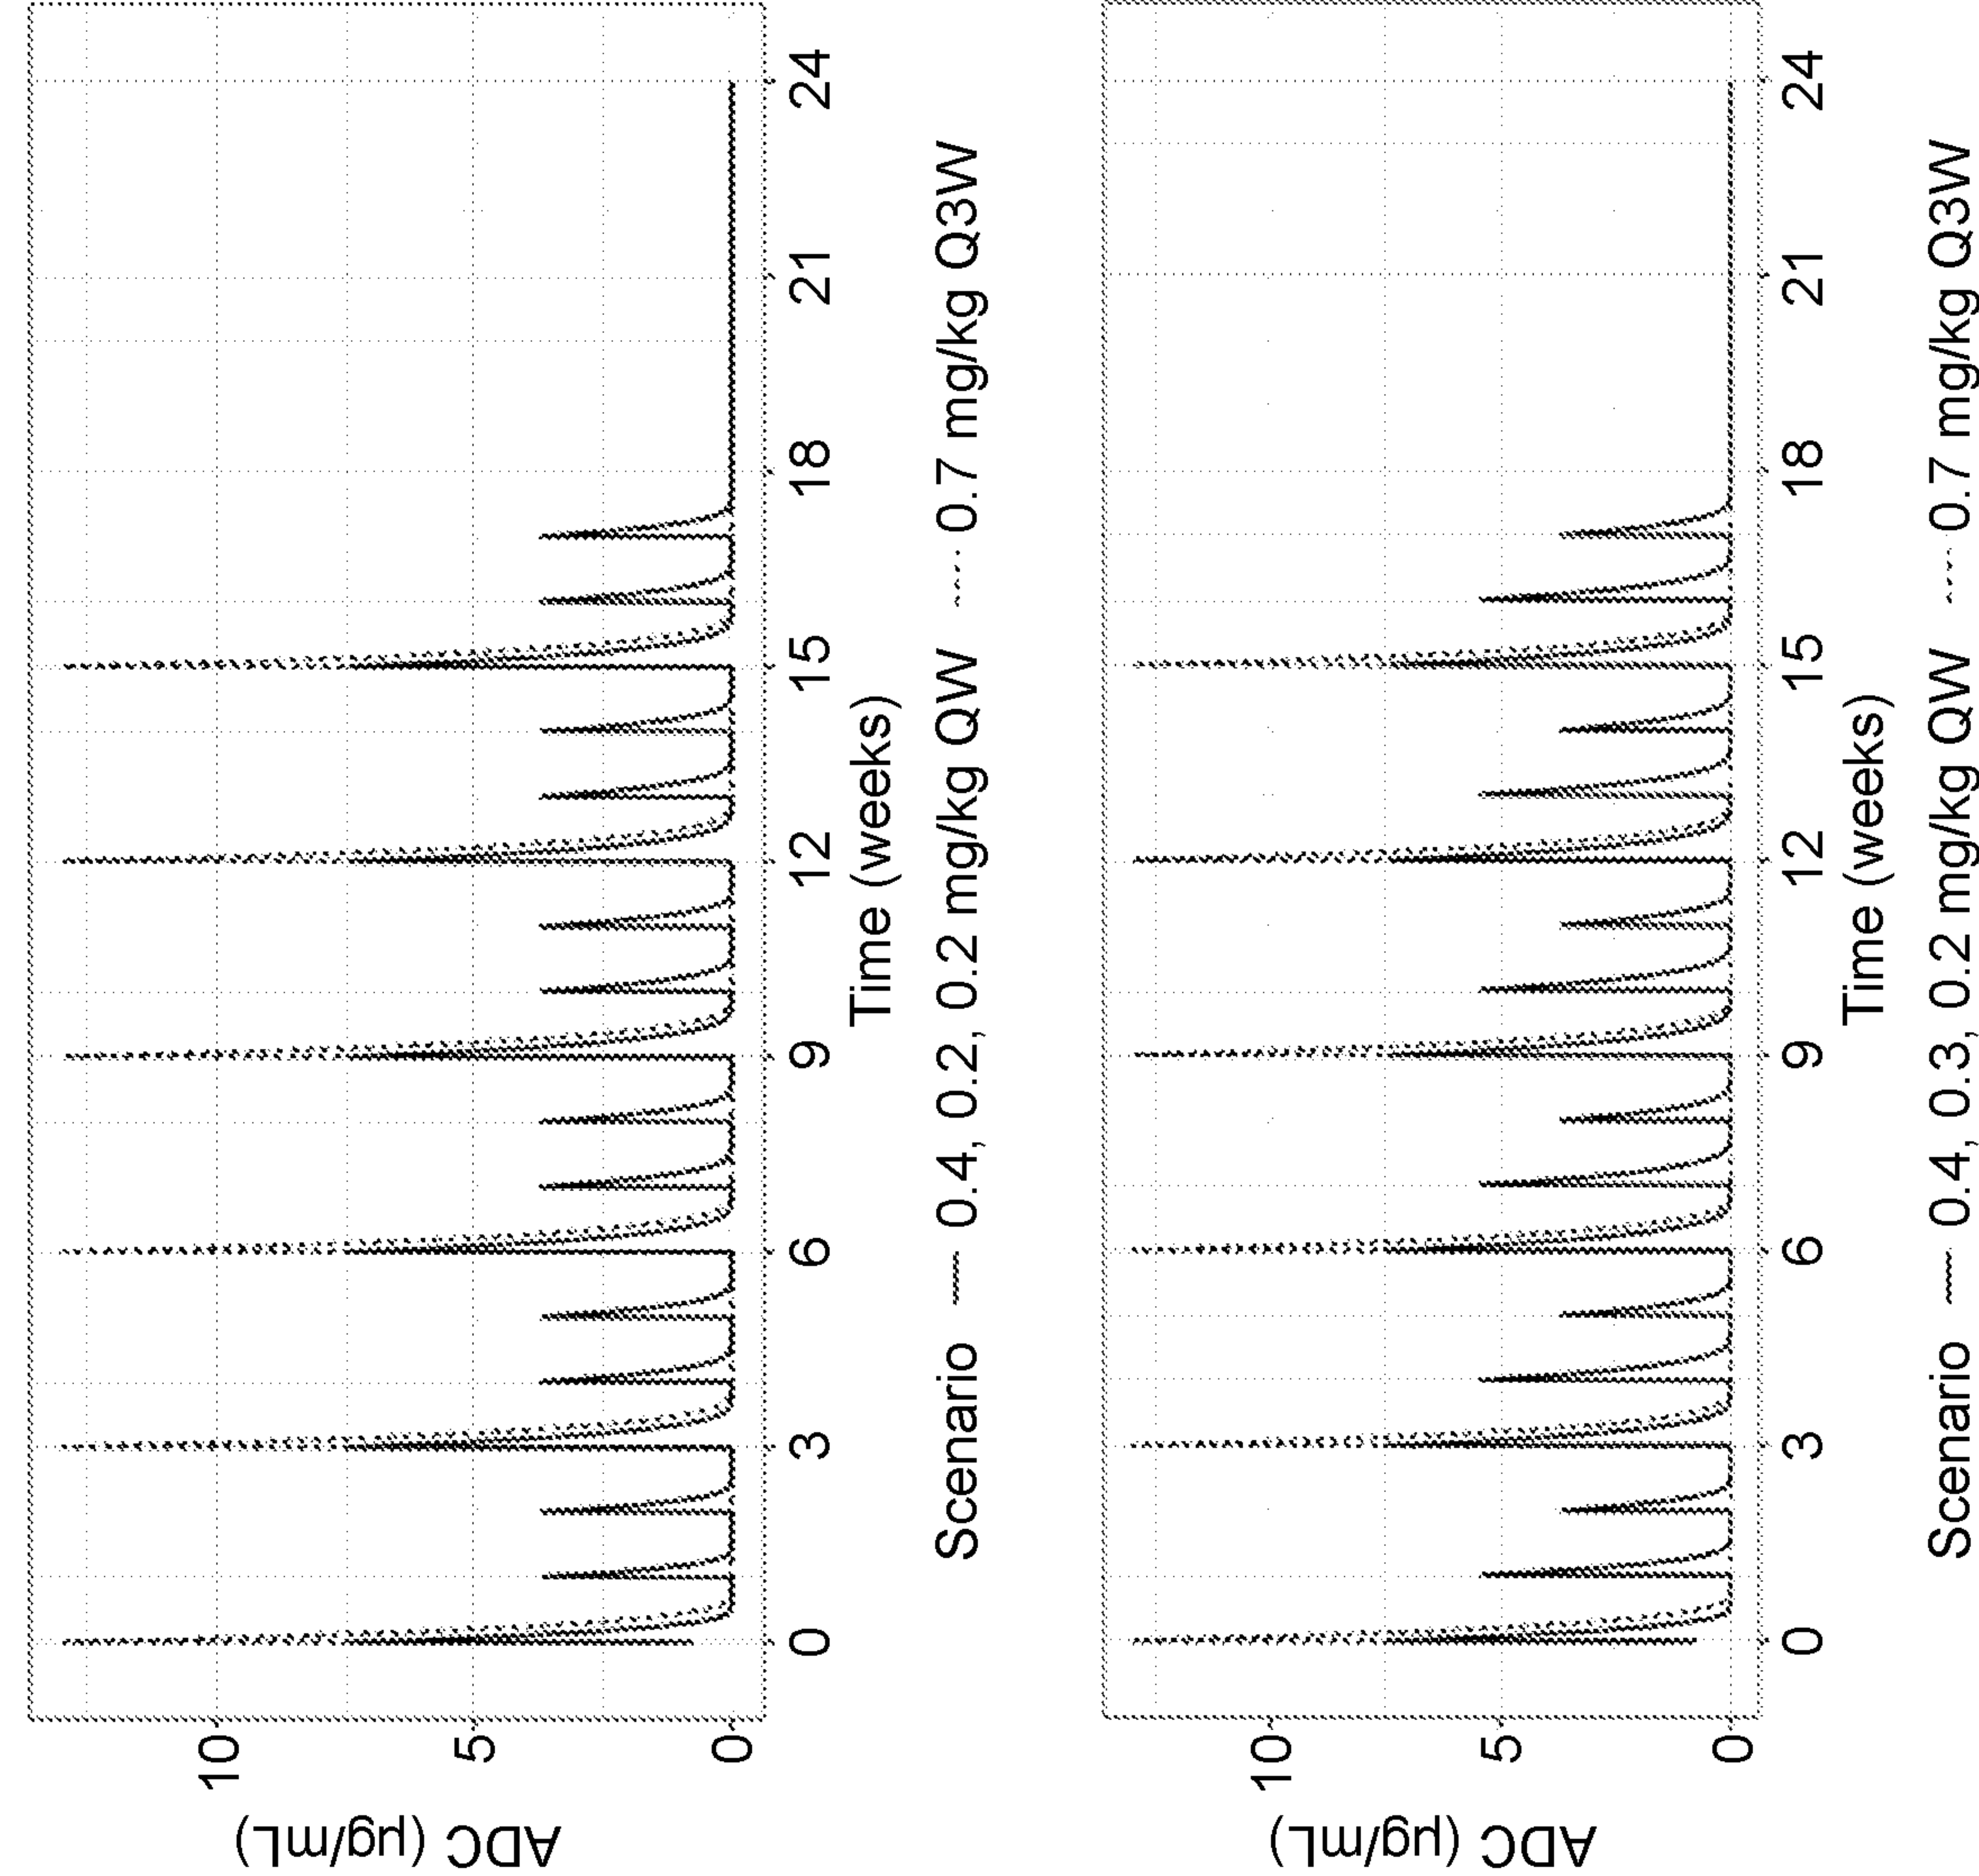 ADC (µg/mL)
10
5
0
0 3 6 9 12 15 18 21 24
Time (weeks)
Scenario — 0.4, 0.2, 0.2 mg/kg QW ---- 0.7 mg/kg Q3W
ADC (µg/mL)
10
5
0
0 3 6 9 12 15 18 21 24
Time (weeks)
Scenario — 0.4, 0.3, 0.2 mg/kg QW ---- 0.7 mg/kg Q3W